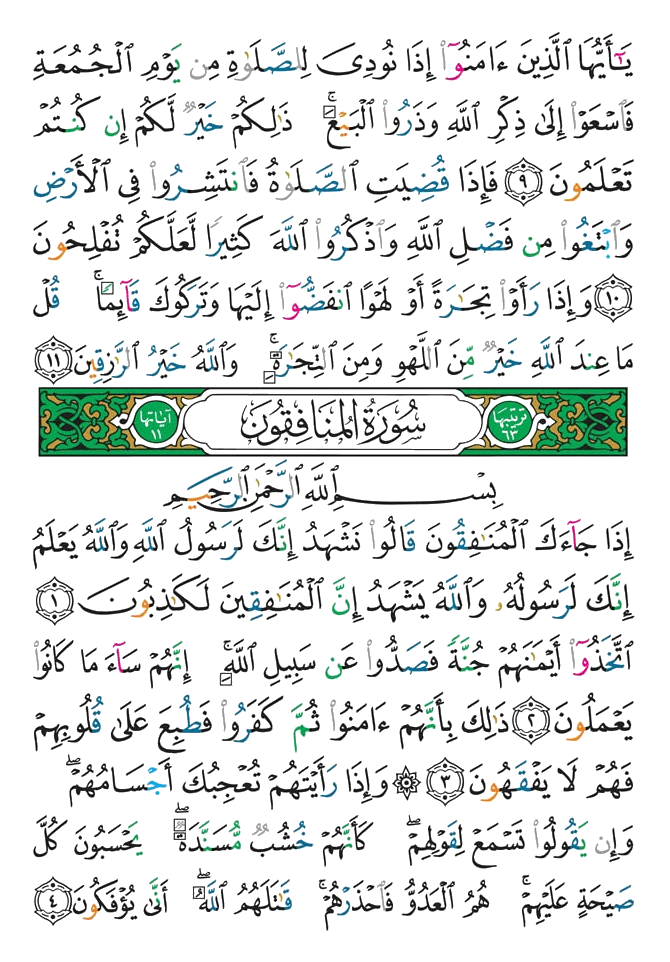 يَـٰٓأَيُّهَا ٱلَّذِينَ ءَامَنُوٓا۟ إِذَا نُودِىَ لِلصَّلَوٰةِ مِن يَوْمِ ٱلْجُمُعَةِ
فَٱسْعَوْا۟ إِلَىٰ ذِكْرِ ٱللَّهِ وَذَرُوا۟ ٱلْبَيْعَ ۚ ذَٰلِكُمْ خَيْرٌ لَّكُمْ إِن كُنتُمْ
تَعْلَمُونَ ٩ فَإِذَا قُضِيَتِ ٱلصَّلَوٰةُ فَٱنتَشِرُوا۟ فِى ٱلْأَرْضِ
وَٱبْتَغُوا۟ مِن فَضْلِ ٱللَّهِ وَٱذْكُرُوا۟ ٱللَّهَ كَثِيرًا لَّعَلَّكُمْ تُفْلِحُونَ
١٠ وَإِذَا رَأَوْا۟ تِجَـٰرَةً أَوْ لَهْوًا ٱنفَضُّوٓا۟ إِلَيْهَا وَتَرَكُوكَ قَآئِمًا ۚ قُلْ
مَا عِندَ ٱللَّهِ خَيْرٌ مِّنَ ٱللَّهْوِ وَمِنَ ٱلتِّجَـٰرَةِ ۚ وَٱللَّهُ خَيْرُ ٱلرَّٰزِقِينَ ١١
ترتيبها ٦٣ سُورَةُ المُنَافِقُونَ آياتها ١١
بِسْمِ ٱللَّهِ ٱلرَّحْمَـٰنِ ٱلرَّحِيمِ
إِذَا جَآءَكَ ٱلْمُنَـٰفِقُونَ قَالُوا۟ نَشْهَدُ إِنَّكَ لَرَسُولُ ٱللَّهِ وَٱللَّهُ يَعْلَمُ
إِنَّكَ لَرَسُولُهُۥ وَٱللَّهُ يَشْهَدُ إِنَّ ٱلْمُنَـٰفِقِينَ لَكَـٰذِبُونَ ١
ٱتَّخَذُوٓا۟ أَيْمَـٰنَهُمْ جُنَّةً فَصَدُّوا۟ عَن سَبِيلِ ٱللَّهِ ۚ إِنَّهُمْ سَآءَ مَا كَانُوا۟
يَعْمَلُونَ ٢ ذَٰلِكَ بِأَنَّهُمْ ءَامَنُوا۟ ثُمَّ كَفَرُوا۟ فَطُبِعَ عَلَىٰ قُلُوبِهِمْ
فَهُمْ لَا يَفْقَهُونَ ٣ ۞ وَإِذَا رَأَيْتَهُمْ تُعْجِبُكَ أَجْسَامُهُمْ ۖ
وَإِن يَقُولُوا۟ تَسْمَعْ لِقَوْلِهِمْ ۖ كَأَنَّهُمْ خُشُبٌ مُّسَنَّدَةٌ ۖ يَحْسَبُونَ كُلَّ
صَيْحَةٍ عَلَيْهِمْ ۚ هُمُ ٱلْعَدُوُّ فَٱحْذَرْهُمْ ۚ قَـٰتَلَهُمُ ٱللَّهُ ۖ أَنَّىٰ يُؤْفَكُونَ ٤